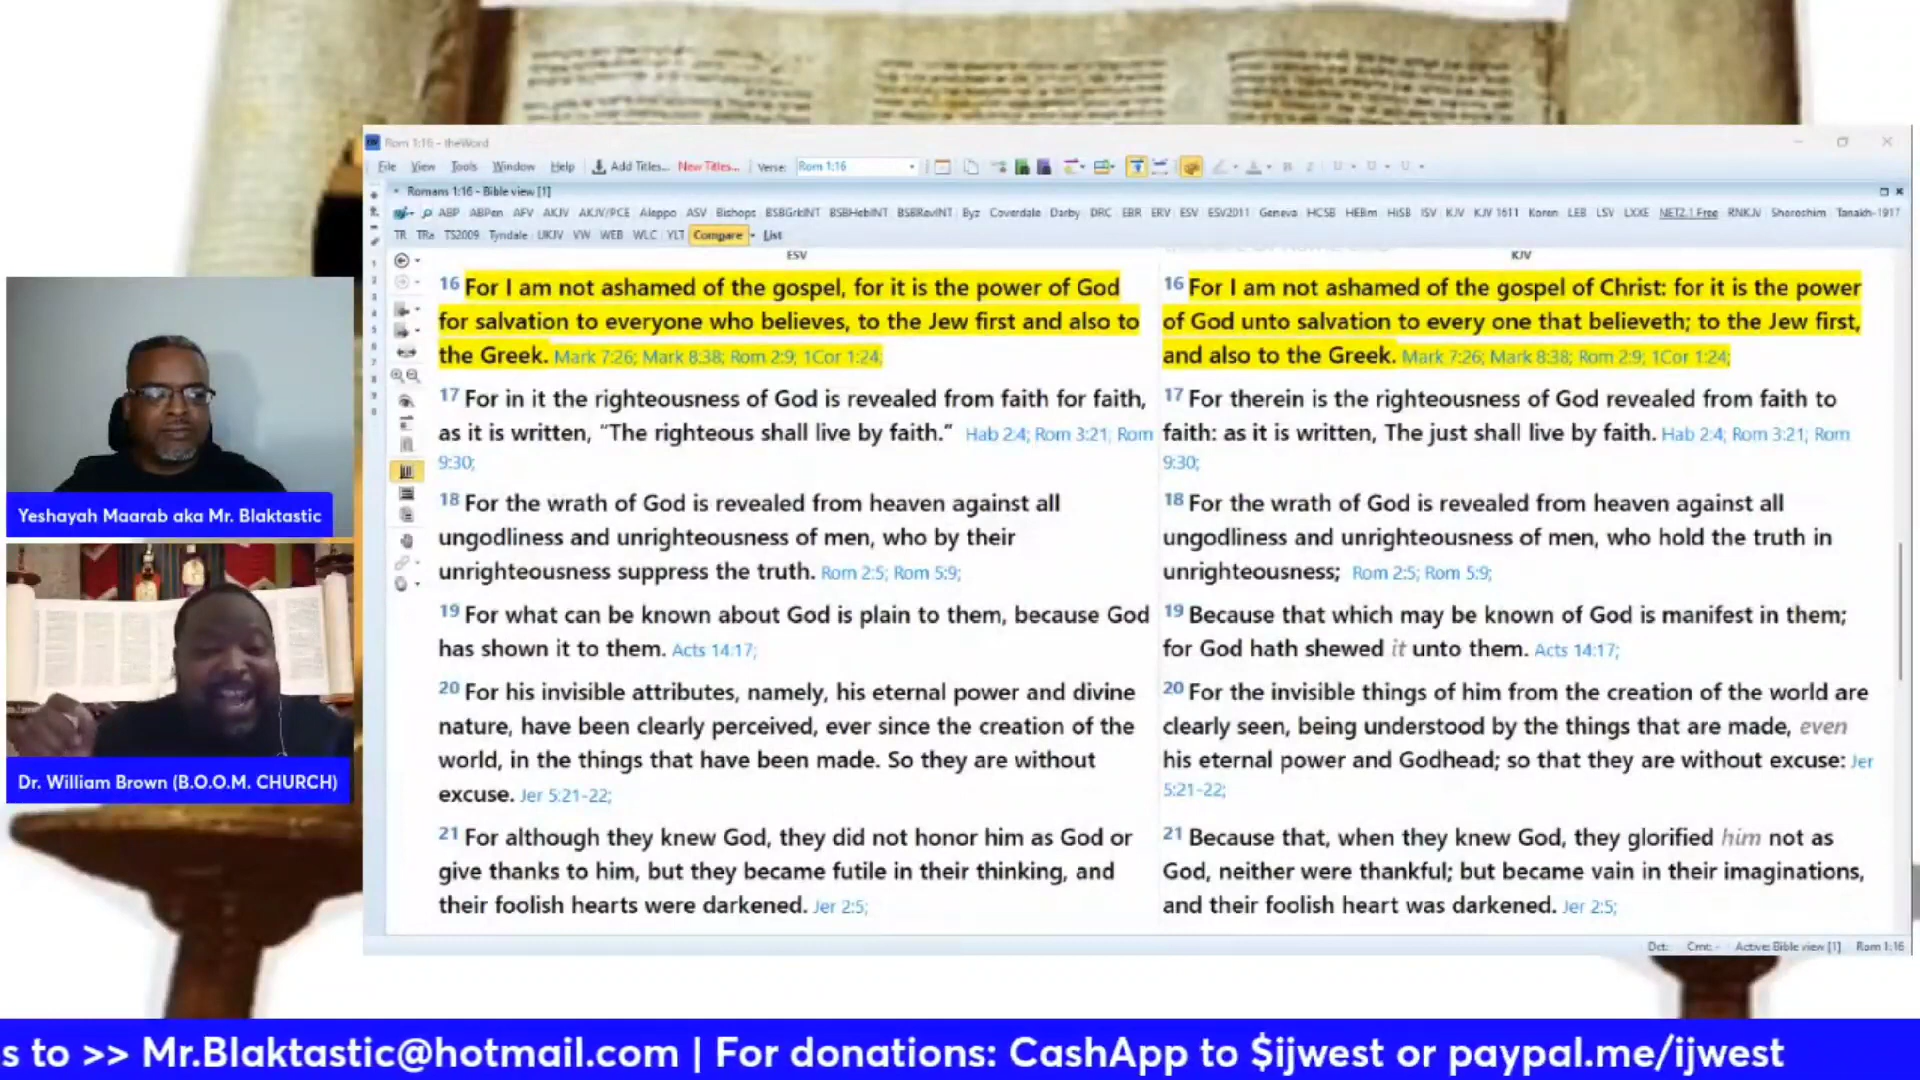 Rom 1:16 - theWord
File View Tools Window Help Add Titles... New Titles... Verse: Rom 1:16
Romans 1:16 - Bible view [1]
ABP ABPen AFV AKJV AKJV/PCE Aleppo ASV Bishops BSBGrkINT BSBHebINT BSBRevINT Byz Coverdale Darby DRC EBR ERV ESV ESV2011 Geneva HCSB HEBm HiSB ISV KJV KJV 1611 Koren LEB LSV LXXE NET2.1 Free RNKJV Shoroshim Tanakh-1917
TR TRa TS2009 Tyndale UKJV VW WEB WLC YLT Compare List
ESV
16 For I am not ashamed of the gospel, for it is the power of God
for salvation to everyone who believes, to the Jew first and also to
the Greek. Mark 7:26; Mark 8:38; Rom 2:9; 1Cor 1:24;
17 For in it the righteousness of God is revealed from faith for faith,
as it is written, “The righteous shall live by faith.” Hab 2:4; Rom 3:21; Rom
9:30;
18 For the wrath of God is revealed from heaven against all
ungodliness and unrighteousness of men, who by their
unrighteousness suppress the truth. Rom 2:5; Rom 5:9;
19 For what can be known about God is plain to them, because God
has shown it to them. Acts 14:17;
20 For his invisible attributes, namely, his eternal power and divine
nature, have been clearly perceived, ever since the creation of the
world, in the things that have been made. So they are without
excuse. Jer 5:21-22;
21 For although they knew God, they did not honor him as God or
give thanks to him, but they became futile in their thinking, and
their foolish hearts were darkened. Jer 2:5;
KJV
16 For I am not ashamed of the gospel of Christ: for it is the power
of God unto salvation to every one that believeth; to the Jew first,
and also to the Greek. Mark 7:26; Mark 8:38; Rom 2:9; 1Cor 1:24;
17 For therein is the righteousness of God revealed from faith to
faith: as it is written, The just shall live by faith. Hab 2:4; Rom 3:21; Rom
9:30;
18 For the wrath of God is revealed from heaven against all
ungodliness and unrighteousness of men, who hold the truth in
unrighteousness; Rom 2:5; Rom 5:9;
19 Because that which may be known of God is manifest in them;
for God hath shewed it unto them. Acts 14:17;
20 For the invisible things of him from the creation of the world are
clearly seen, being understood by the things that are made, even
his eternal power and Godhead; so that they are without excuse: Jer
5:21-22;
21 Because that, when they knew God, they glorified him not as
God, neither were thankful; but became vain in their imaginations,
and their foolish heart was darkened. Jer 2:5;
Dct: Cmt: - Active: Bible view [1] Rom 1:16
Yeshayah Maarab aka Mr. Blaktastic
Dr. William Brown (B.O.O.M. CHURCH)
s to >> Mr.Blaktastic@hotmail.com | For donations: CashApp to $ijwest or paypal.me/ijwest